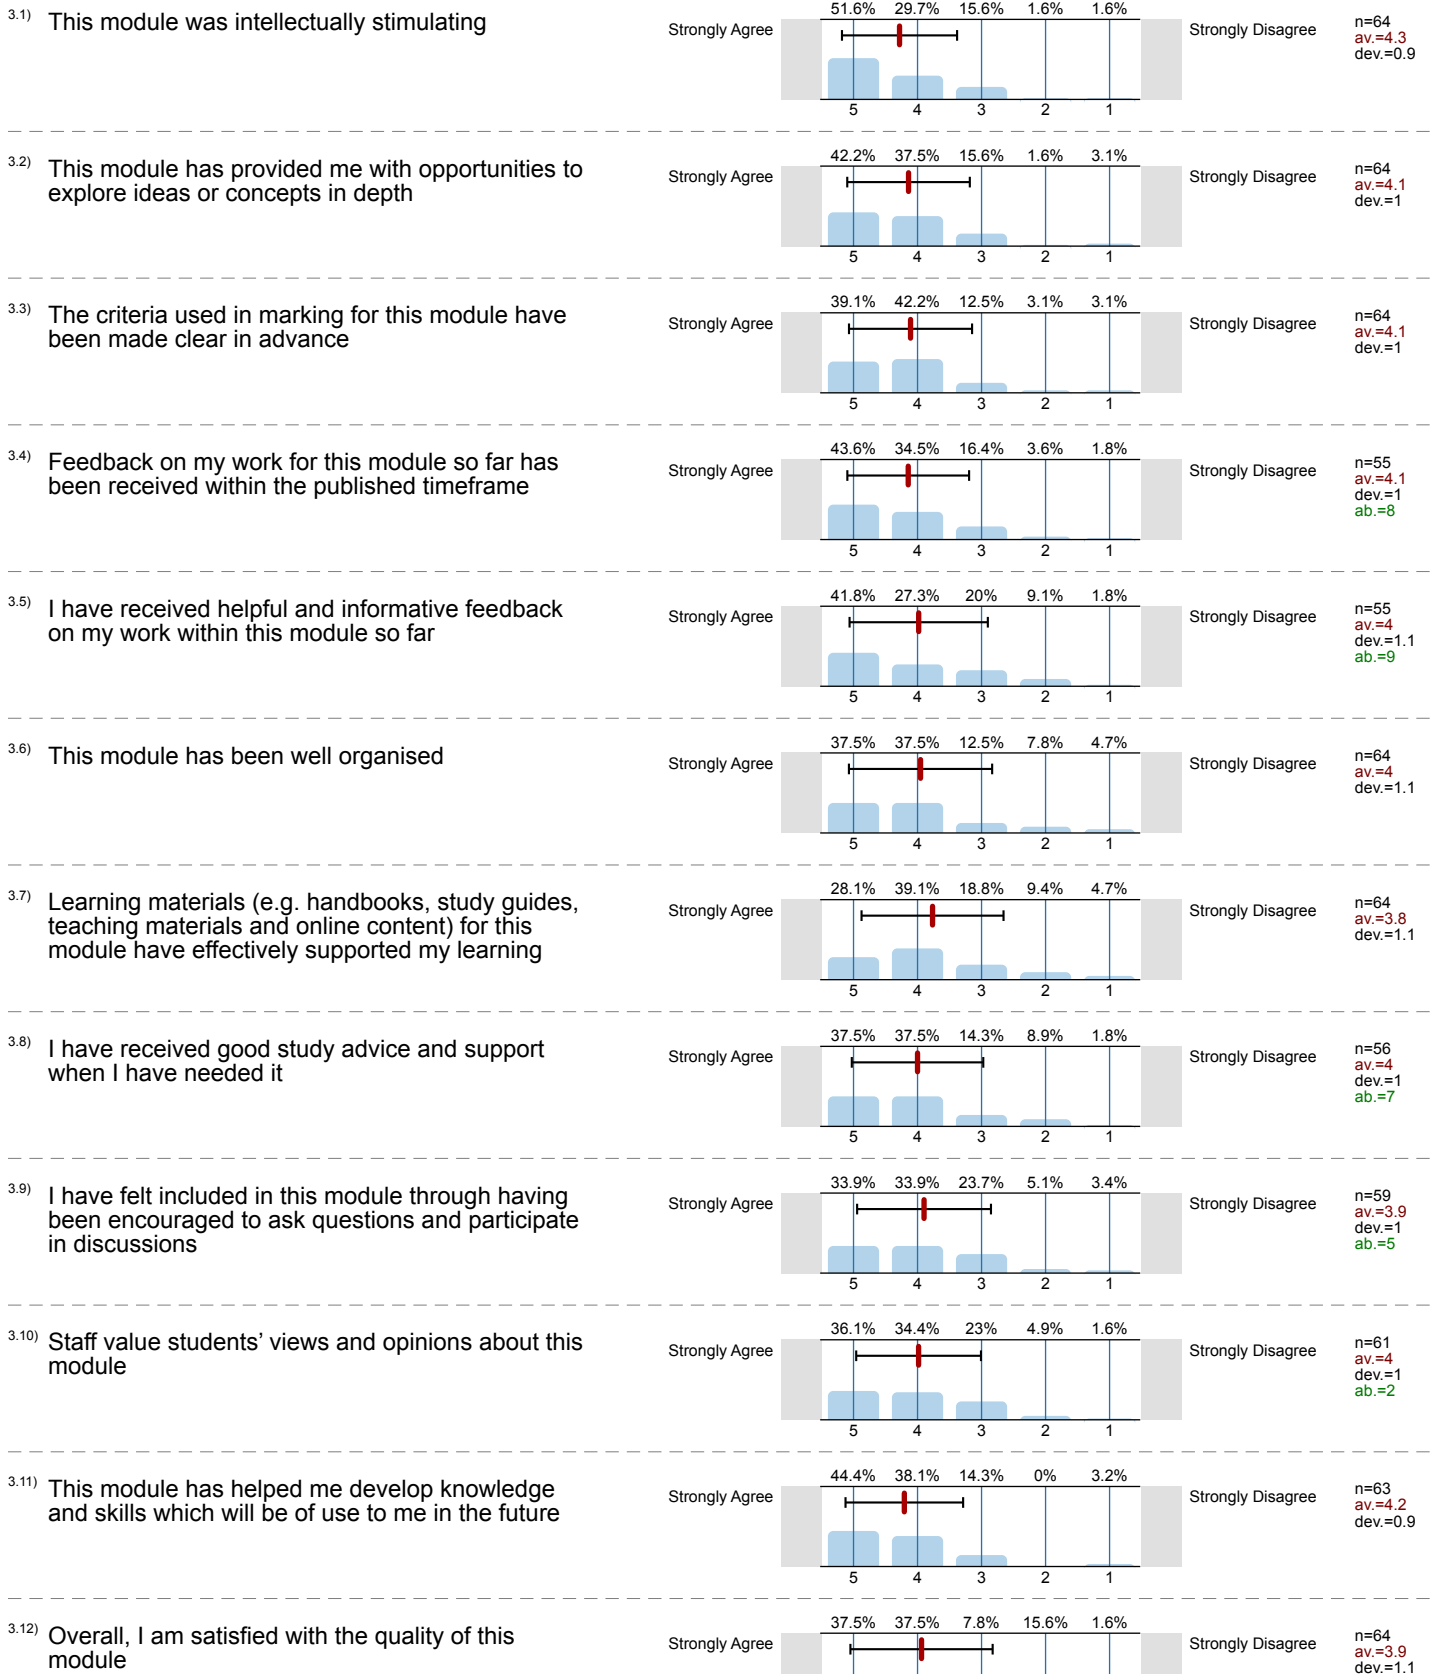 3.1) This module was intellectually stimulating
51.6% 29.7% 15.6% 1.6% 1.6%
Strongly Agree
Strongly Disagree
n=64
av.=4.3
dev.=0.9
5 4 3 2 1
3.2) This module has provided me with opportunities to
explore ideas or concepts in depth
42.2% 37.5% 15.6% 1.6% 3.1%
Strongly Agree
Strongly Disagree
n=64
av.=4.1
dev.=1
5 4 3 2 1
3.3) The criteria used in marking for this module have
been made clear in advance
39.1% 42.2% 12.5% 3.1% 3.1%
Strongly Agree
Strongly Disagree
n=64
av.=4.1
dev.=1
5 4 3 2 1
3.4) Feedback on my work for this module so far has
been received within the published timeframe
43.6% 34.5% 16.4% 3.6% 1.8%
Strongly Agree
Strongly Disagree
n=55
av.=4.1
dev.=1
ab.=8
5 4 3 2 1
3.5) I have received helpful and informative feedback
on my work within this module so far
41.8% 27.3% 20% 9.1% 1.8%
Strongly Agree
Strongly Disagree
n=55
av.=4
dev.=1.1
ab.=9
5 4 3 2 1
3.6) This module has been well organised
37.5% 37.5% 12.5% 7.8% 4.7%
Strongly Agree
Strongly Disagree
n=64
av.=4
dev.=1.1
5 4 3 2 1
3.7) Learning materials (e.g. handbooks, study guides,
teaching materials and online content) for this
module have effectively supported my learning
28.1% 39.1% 18.8% 9.4% 4.7%
Strongly Agree
Strongly Disagree
n=64
av.=3.8
dev.=1.1
5 4 3 2 1
3.8) I have received good study advice and support
when I have needed it
37.5% 37.5% 14.3% 8.9% 1.8%
Strongly Agree
Strongly Disagree
n=56
av.=4
dev.=1
ab.=7
5 4 3 2 1
3.9) I have felt included in this module through having
been encouraged to ask questions and participate
in discussions
33.9% 33.9% 23.7% 5.1% 3.4%
Strongly Agree
Strongly Disagree
n=59
av.=3.9
dev.=1
ab.=5
5 4 3 2 1
3.10) Staff value students’ views and opinions about this
module
36.1% 34.4% 23% 4.9% 1.6%
Strongly Agree
Strongly Disagree
n=61
av.=4
dev.=1
ab.=2
5 4 3 2 1
3.11) This module has helped me develop knowledge
and skills which will be of use to me in the future
44.4% 38.1% 14.3% 0% 3.2%
Strongly Agree
Strongly Disagree
n=63
av.=4.2
dev.=0.9
5 4 3 2 1
3.12) Overall, I am satisfied with the quality of this
module
37.5% 37.5% 7.8% 15.6% 1.6%
Strongly Agree
Strongly Disagree
n=64
av.=3.9
dev.=1.1